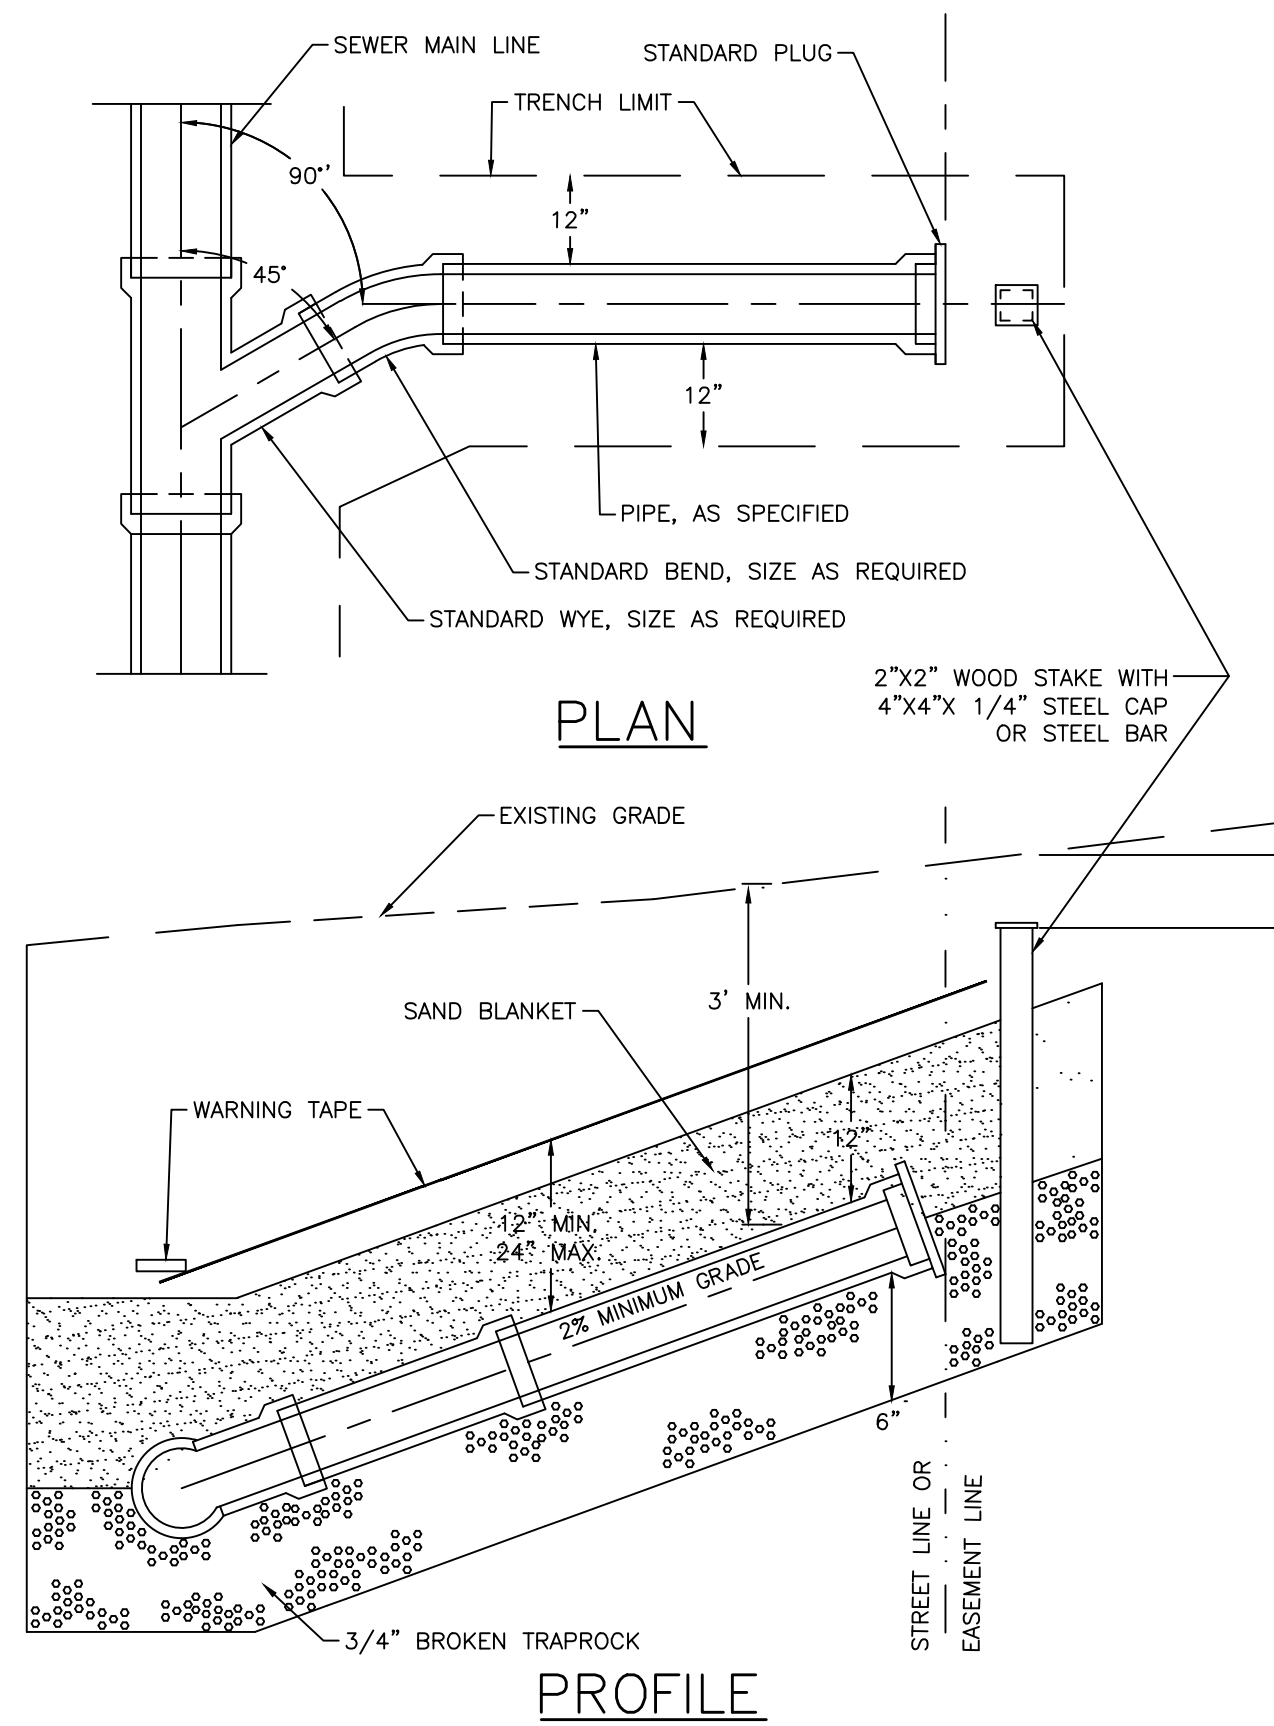 SEWER MAIN LINE
STANDARD PLUG
TRENCH LIMIT
90°'
12"
45°
12"
PIPE, AS SPECIFIED
STANDARD BEND, SIZE AS REQUIRED
STANDARD WYE, SIZE AS REQUIRED
2"X2" WOOD STAKE WITH
4"X4"X 1/4" STEEL CAP
OR STEEL BAR
PLAN
EXISTING GRADE
3' MIN.
SAND BLANKET
WARNING TAPE
12"
12" MIN.
24" MAX
2% MINIMUM GRADE
6"
STREET LINE OR
EASEMENT LINE
3/4" BROKEN TRAPROCK
PROFILE